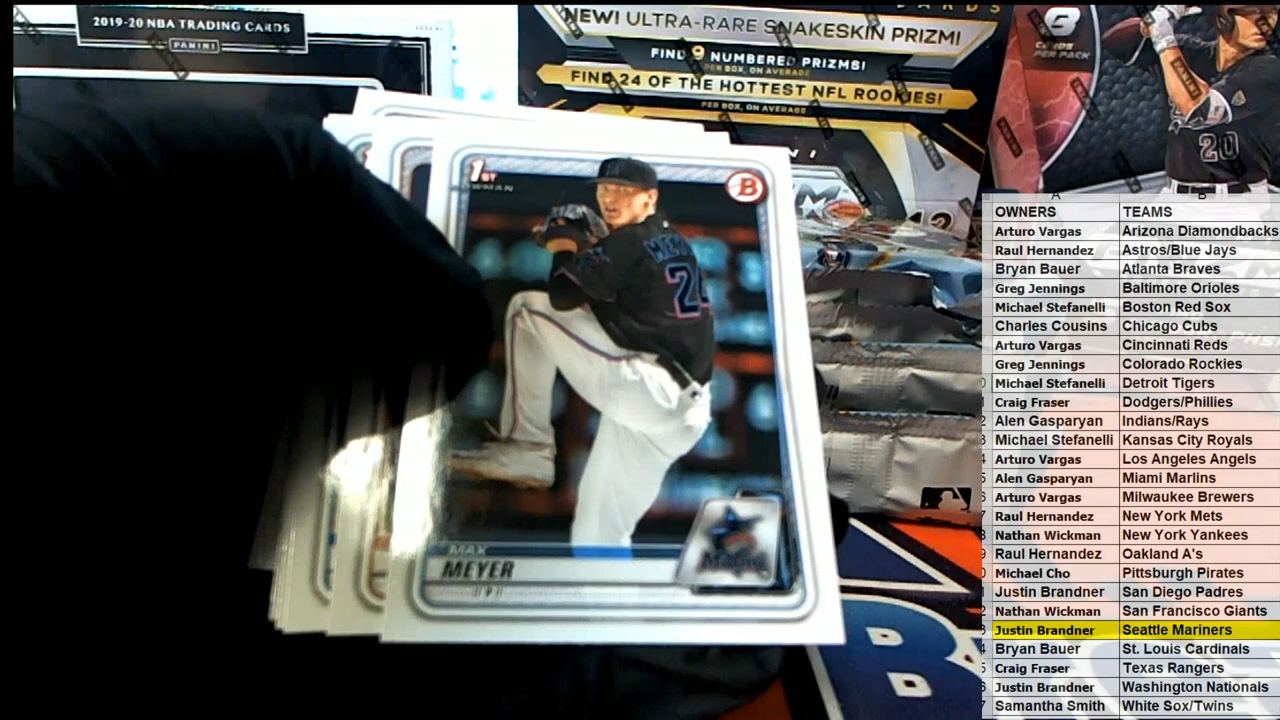 2019-20 NBA TRADING CARDS
PANINI
CARDS
NEW! ULTRA-RARE SNAKESKIN PRIZM!
FIND 9 NUMBERED PRIZMS!
PER BOX, ON AVERAGE
FIND 24 OF THE HOTTEST NFL ROOKIES!
PER BOX, ON AVERAGE
CARDS
PER PACK
20
1ST
B
MEY
MAX
MEYER
P
A B
OWNERS TEAMS
Arturo Vargas Arizona Diamondbacks
Raul Hernandez Astros/Blue Jays
Bryan Bauer Atlanta Braves
Greg Jennings Baltimore Orioles
Michael Stefanelli Boston Red Sox
Charles Cousins Chicago Cubs
Arturo Vargas Cincinnati Reds
Greg Jennings Colorado Rockies
Michael Stefanelli Detroit Tigers
Craig Fraser Dodgers/Phillies
Alen Gasparyan Indians/Rays
Michael Stefanelli Kansas City Royals
Arturo Vargas Los Angeles Angels
Alen Gasparyan Miami Marlins
Arturo Vargas Milwaukee Brewers
Raul Hernandez New York Mets
Nathan Wickman New York Yankees
Raul Hernandez Oakland A's
Michael Cho Pittsburgh Pirates
Justin Brandner San Diego Padres
Nathan Wickman San Francisco Giants
Justin Brandner Seattle Mariners
Bryan Bauer St. Louis Cardinals
Craig Fraser Texas Rangers
Justin Brandner Washington Nationals
Samantha Smith White Sox/Twins